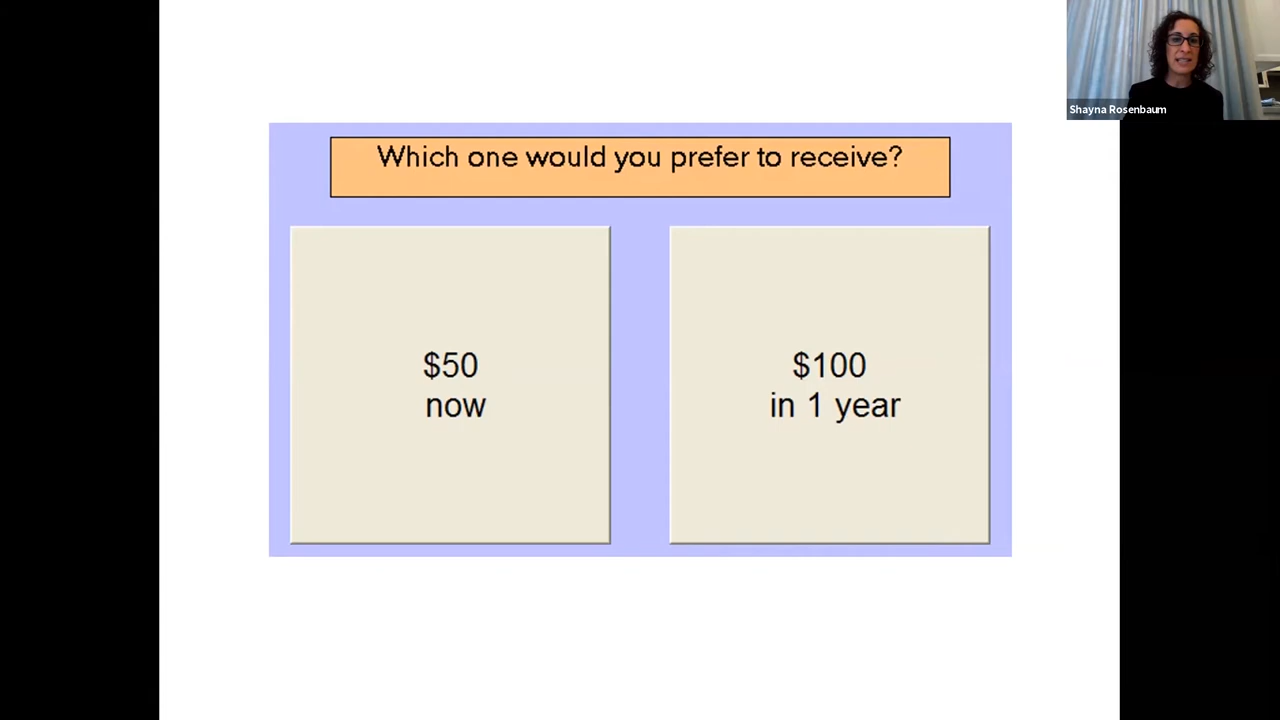 Shayna Rosenbaum
Which one would you prefer to receive?
$50
now
$100
in 1 year